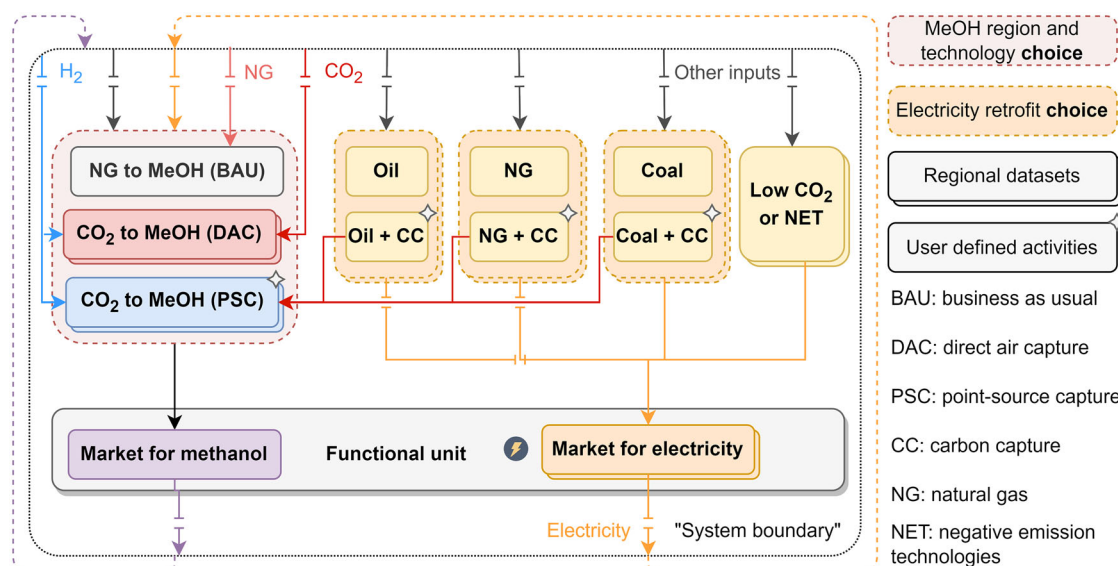 H2
NG
CO2
Other inputs
NG to MeOH (BAU)
CO2 to MeOH (DAC)
CO2 to MeOH (PSC)
Oil
Oil + CC
NG
NG + CC
Coal
Coal + CC
Low CO2
or NET
Market for methanol
Functional unit
Market for electricity
Electricity
"System boundary"
MeOH region and
technology choice
Electricity retrofit choice
Regional datasets
User defined activities
BAU: business as usual
DAC: direct air capture
PSC: point-source capture
CC: carbon capture
NG: natural gas
NET: negative emission
technologies